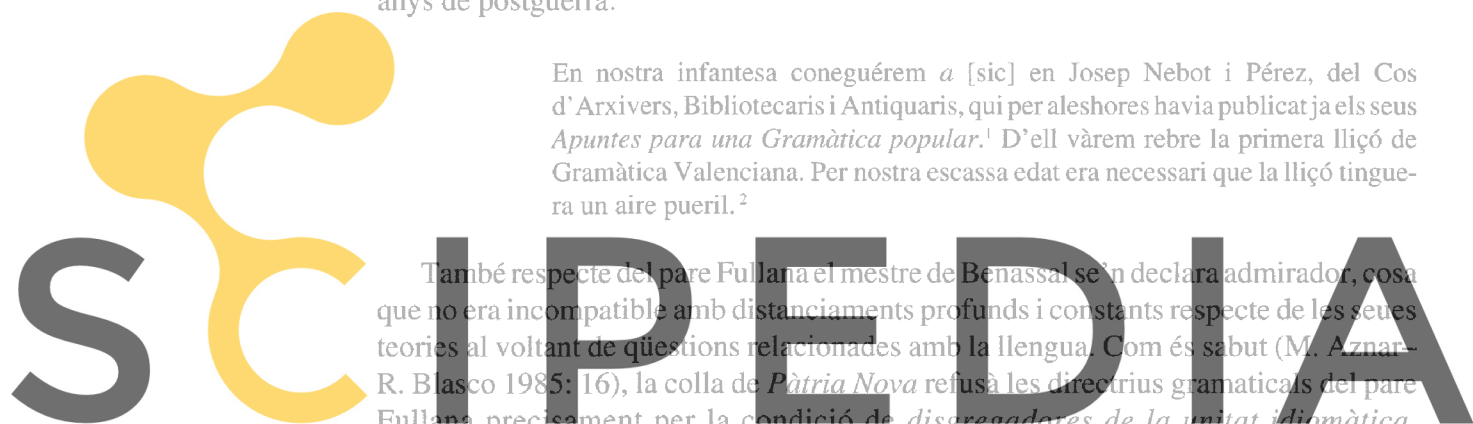 anys de postguerra.
En nostra infantesa coneguérem a [sic] en Josep Nebot i Pérez, del Cos
d'Arxivers, Bibliotecaris i Antiquaris, qui per aleshores havia publicat ja els seus
Apuntes para una Gramàtica popular.¹ D'ell vàrem rebre la primera lliçó de
Gramàtica Valenciana. Per nostra escassa edat era necessari que la lliçó tingue-
ra un aire pueril.²
També respecte del pare Fullana el mestre de Benassal se'n declara admirador, cosa
que no era incompatible amb distanciaments profunds i constants respecte de les seues
teories al voltant de qüestions relacionades amb la llengua. Com és sabut (M. Aznar–
R. Blasco 1985: 16), la colla de Pàtria Nova refusà les directrius gramaticals del pare
Fullana precisament per la condició de disgregadores de la unitat idiomàtica.
SCIPEDIA